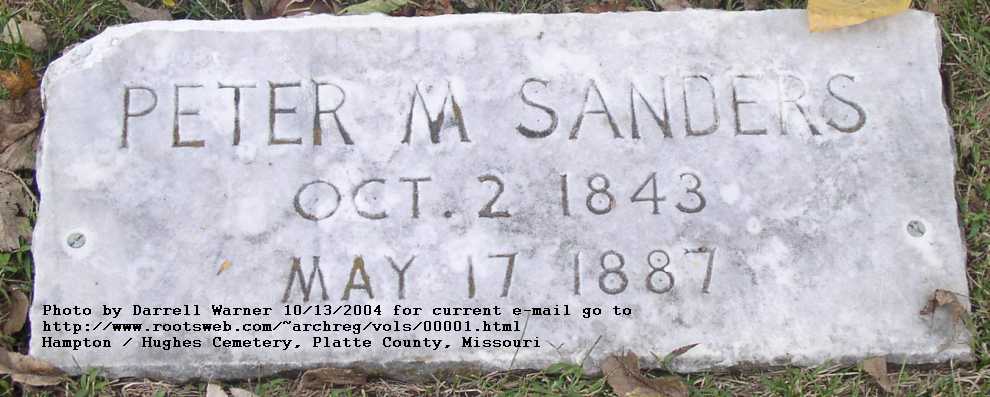 PETER M SANDERS
OCT. 2 1843
MAY 17 1887
Photo by Darrell Warner 10/13/2004 for current e-mail go to
http://www.rootsweb.com/~archreg/vols/00001.html
Hampton / Hughes Cemetery, Platte County, Missouri